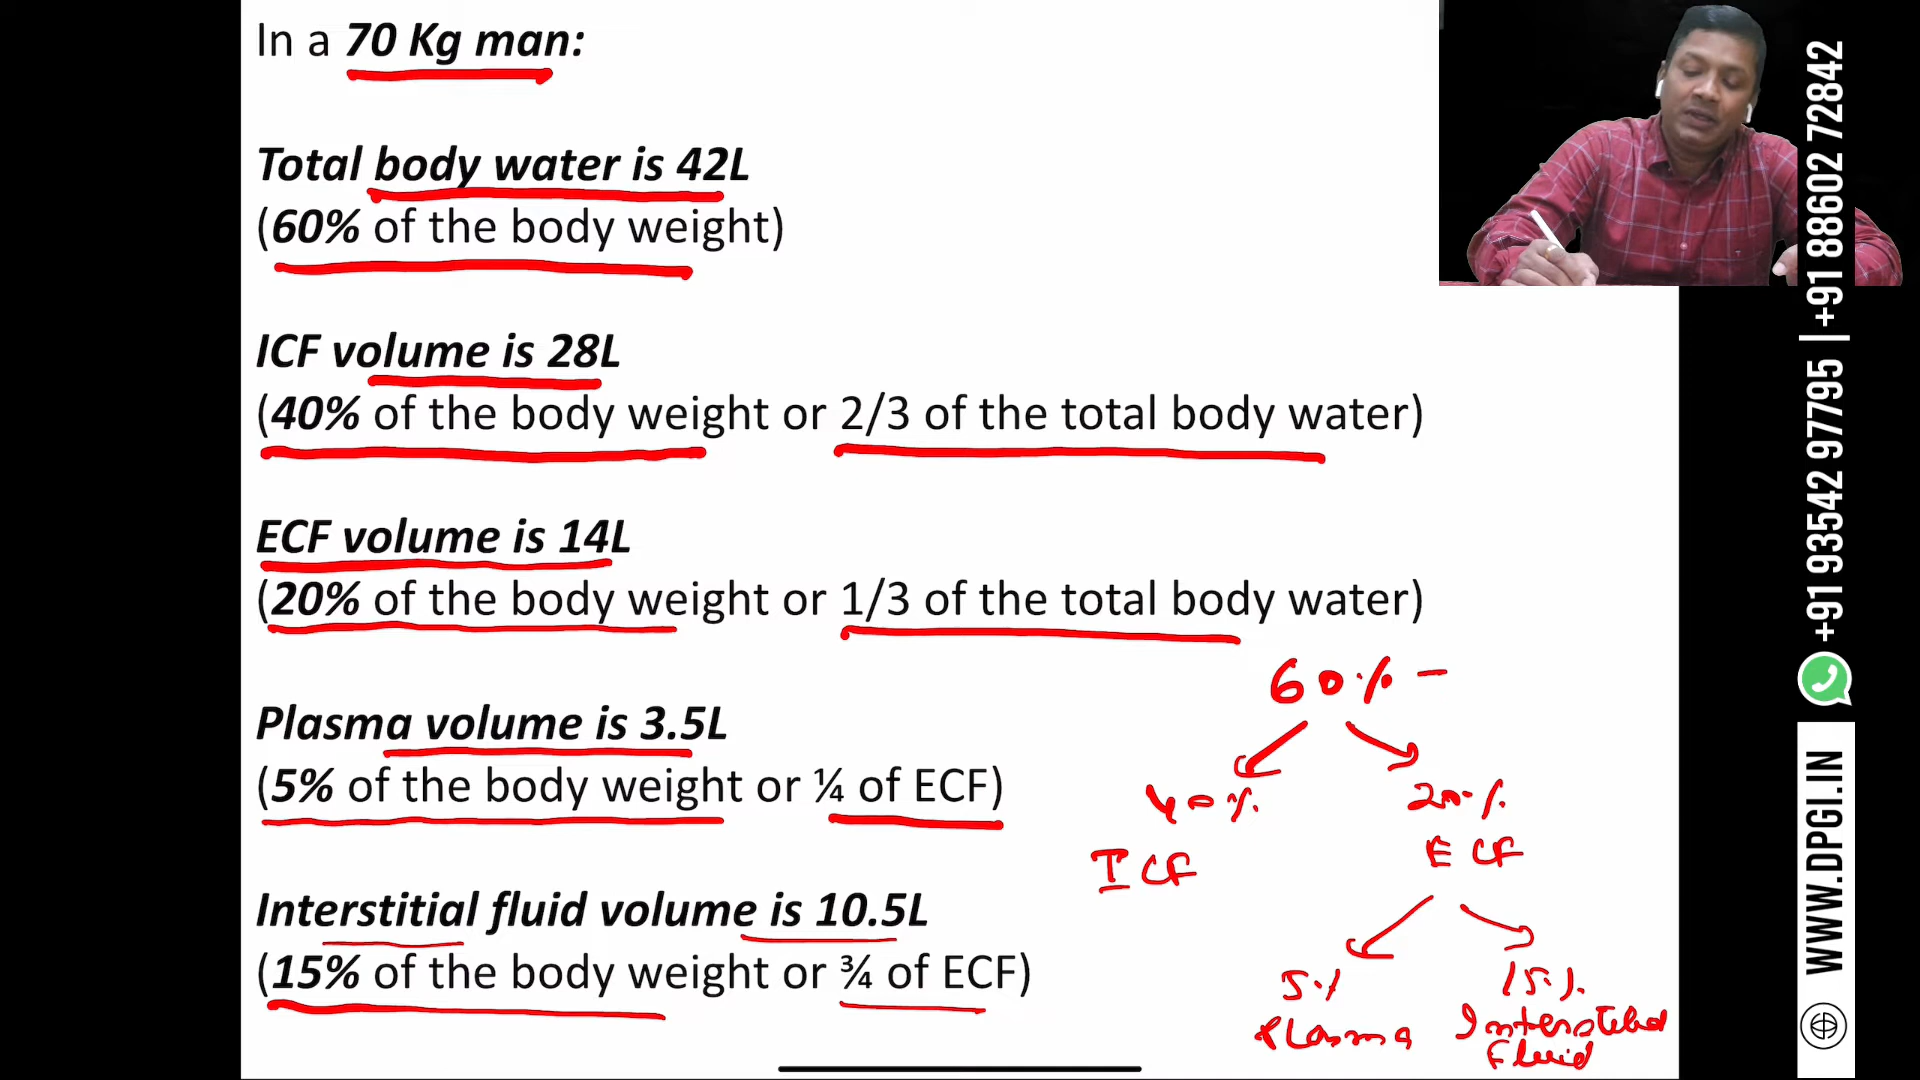 In a 70 Kg man:
Total body water is 42L
(60% of the body weight)
ICF volume is 28L
(40% of the body weight or 2/3 of the total body water)
ECF volume is 14L
(20% of the body weight or 1/3 of the total body water)
Plasma volume is 3.5L
(5% of the body weight or ¼ of ECF)
Interstitial fluid volume is 10.5L
(15% of the body weight or ¾ of ECF)
60% -
40% 20%
ICF ECF
5% 15%
Plasma Interstitial
Fluid
WWW.DPGI.IN +91 93542 97795 | +91 88602 72842